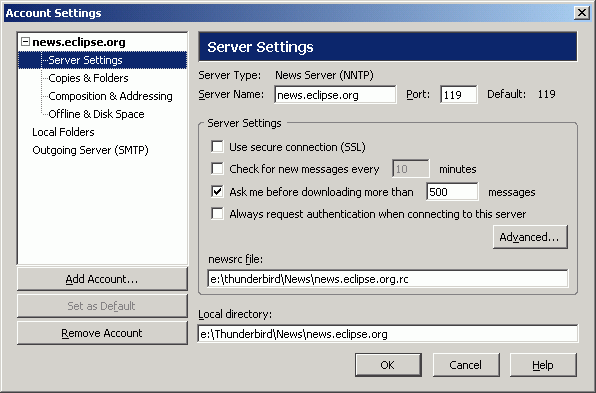 Account Settings
news.eclipse.org
Server Settings
Copies & Folders
Composition & Addressing
Offline & Disk Space
Local Folders
Outgoing Server (SMTP)
Add Account...
Set as Default
Remove Account
Server Settings
Server Type: News Server (NNTP)
Server Name: news.eclipse.org Port: 119 Default: 119
Server Settings
Use secure connection (SSL)
Check for new messages every 10 minutes
Ask me before downloading more than 500 messages
Always request authentication when connecting to this server
Advanced...
newsrc file:
e:\thunderbird\News\news.eclipse.org.rc
Local directory:
e:\Thunderbird\News\news.eclipse.org
OK Cancel Help